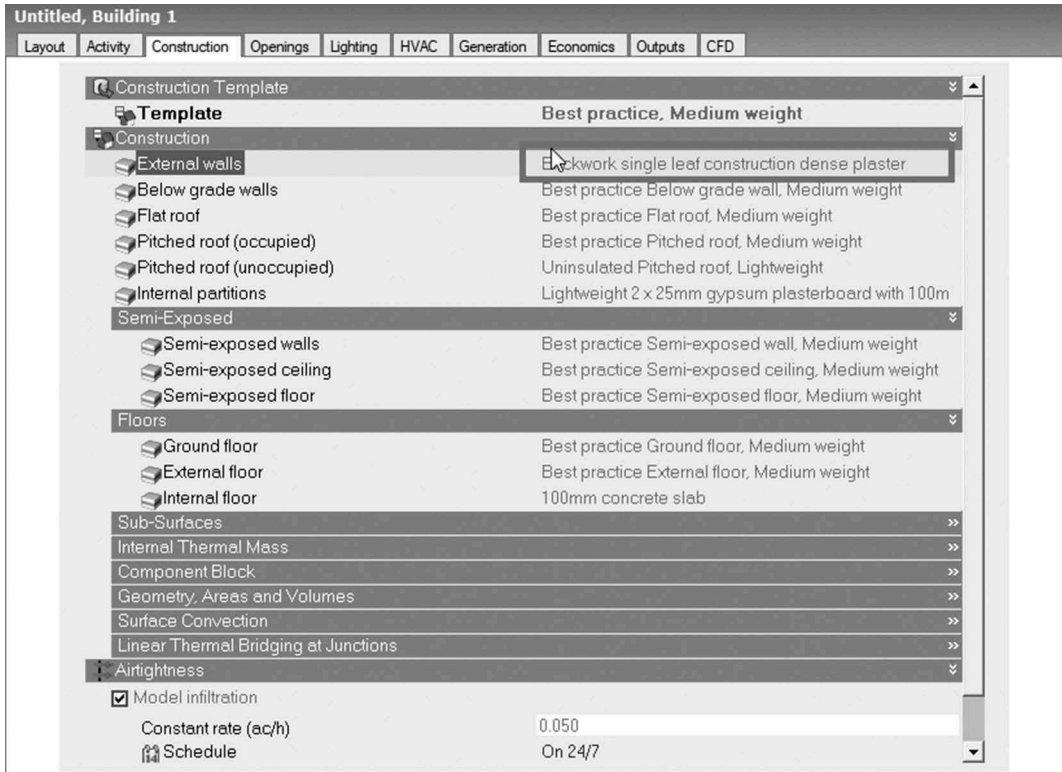 Untitled, Building 1
Layout Activity Construction Openings Lighting HVAC Generation Economics Outputs CFD
Construction Template
Template Best practice, Medium weight
Construction
External walls single leaf construction dense plaster
Below grade walls Best practice Below grade wall, Medium weight
Flat roof Best practice Flat roof, Medium weight
Pitched roof (occupied) Best practice Pitched roof, Medium weight
Pitched roof (unoccupied) Uninsulated Pitched roof, Lightweight
Internal partitions Lightweight 2 x 25mm gypsum plasterboard with 100m
Semi-Exposed
Semi-exposed walls Best practice Semi-exposed wall, Medium weight
Semi-exposed ceiling Best practice Semi-exposed ceiling, Medium weight
Semi-exposed floor Best practice Semi-exposed floor, Medium weight
Floors
Ground floor Best practice Ground floor, Medium weight
External floor Best practice External floor, Medium weight
Internal floor 100mm concrete slab
Sub-Surfaces
Internal Thermal Mass
Component Block
Geometry, Areas and Volumes
Surface Convection
Linear Thermal Bridging at Junctions
Airtightness
Model infiltration
Constant rate (ac/h) 0.050
Schedule On 24/7